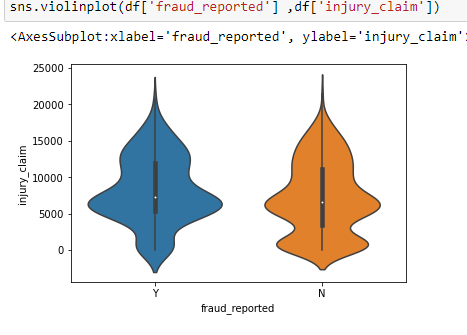 sns.violinplot(df['fraud_reported'] ,df['injury_claim'])
<AxesSubplot:xlabel='fraud_reported', ylabel='injury_claim'>
25000
20000
15000
injury_claim
10000
5000
0
Y
N
fraud_reported